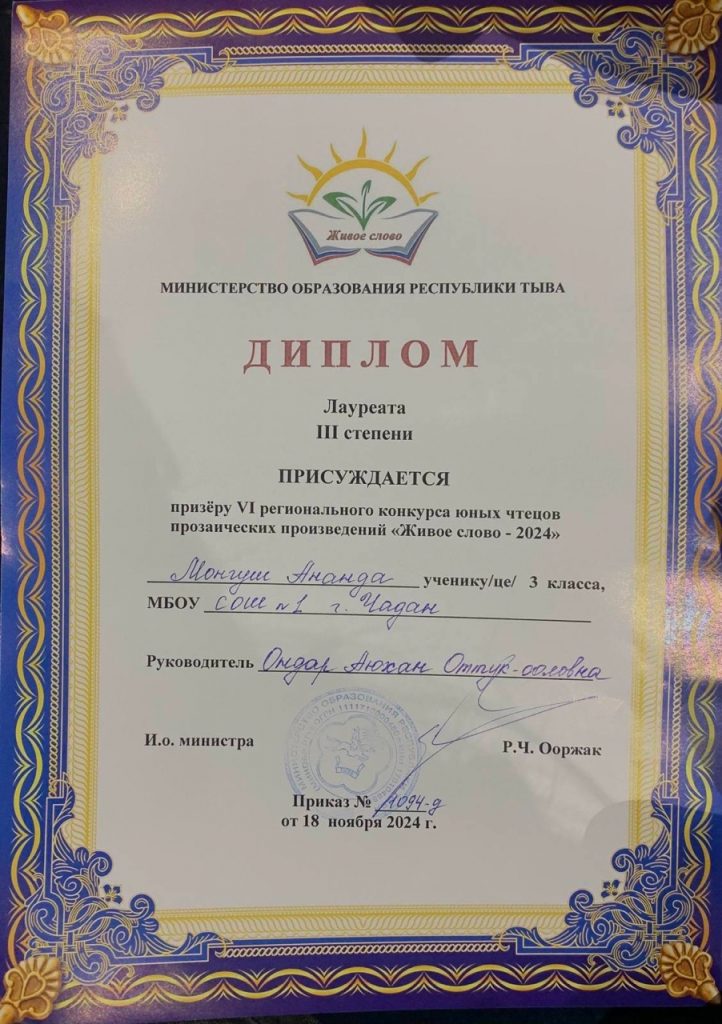 Живое слово
МИНИСТЕРСТВО ОБРАЗОВАНИЯ РЕСПУБЛИКИ ТЫВА
ДИПЛОМ
Лауреата
III степени
ПРИСУЖДАЕТСЯ
призёру VI регионального конкурса юных чтецов
прозаических произведений «Живое слово - 2024»
Монгуш Ананда ученику/це/ 3 класса,
МБОУ СОШ №1 г. Чадан
Руководитель Ондар Аюхан Оттук-ооловна
И.о. министра
Р.Ч. Ооржак
Приказ № 1094-д
от 18 ноября 2024 г.